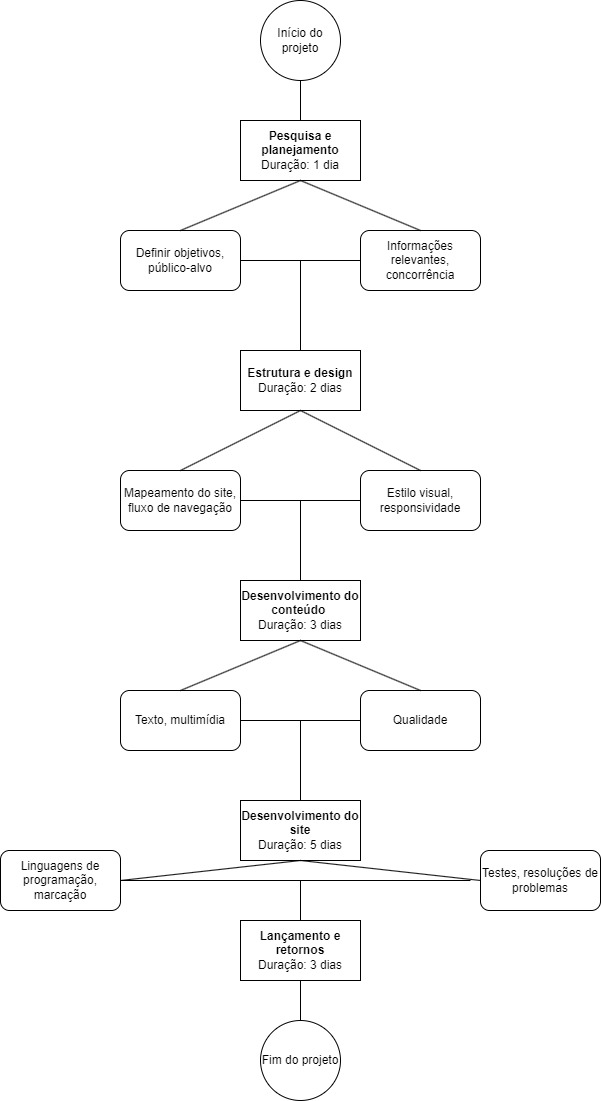 Início do
projeto
Pesquisa e
planejamento
Duração: 1 dia
Definir objetivos,
público-alvo
Informações
relevantes,
concorrência
Estrutura e design
Duração: 2 dias
Mapeamento do site,
fluxo de navegação
Estilo visual,
responsividade
Desenvolvimento do
conteúdo
Duração: 3 dias
Texto, multimídia
Qualidade
Desenvolvimento do
site
Duração: 5 dias
Linguagens de
programação,
marcação
Testes, resoluções de
problemas
Lançamento e
retornos
Duração: 3 dias
Fim do projeto